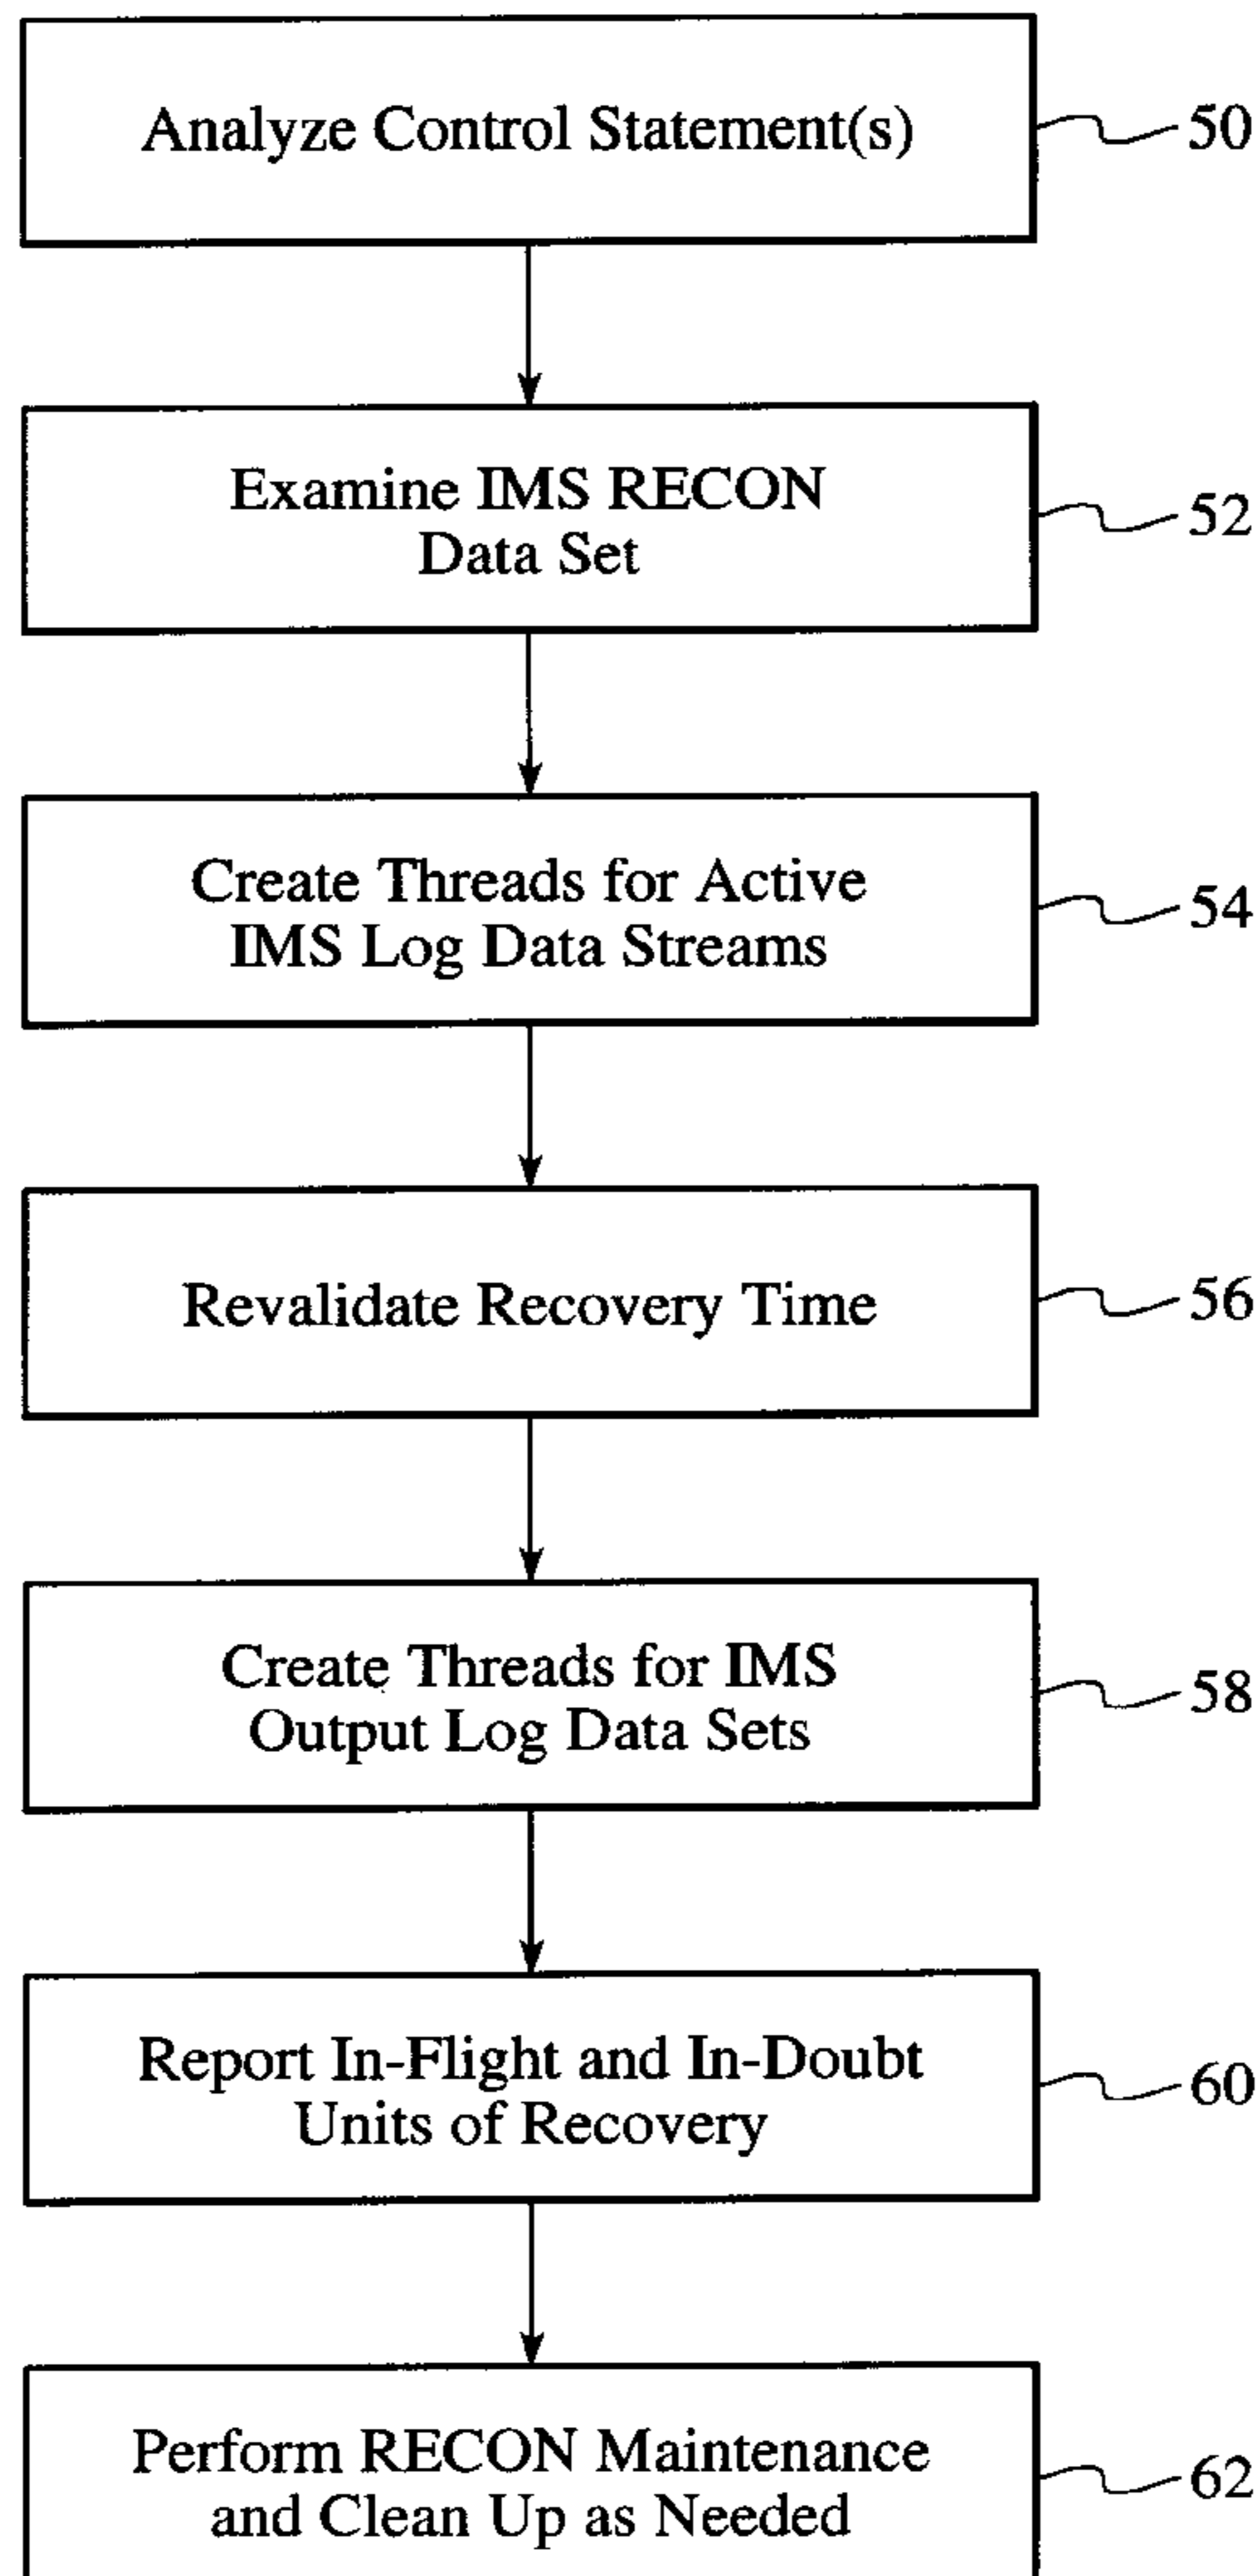 Analyze Control Statement(s)
50
Examine IMS RECON
Data Set
52
Create Threads for Active
IMS Log Data Streams
54
Revalidate Recovery Time
56
Create Threads for IMS
Output Log Data Sets
58
Report In-Flight and In-Doubt
Units of Recovery
60
Perform RECON Maintenance
and Clean Up as Needed
62